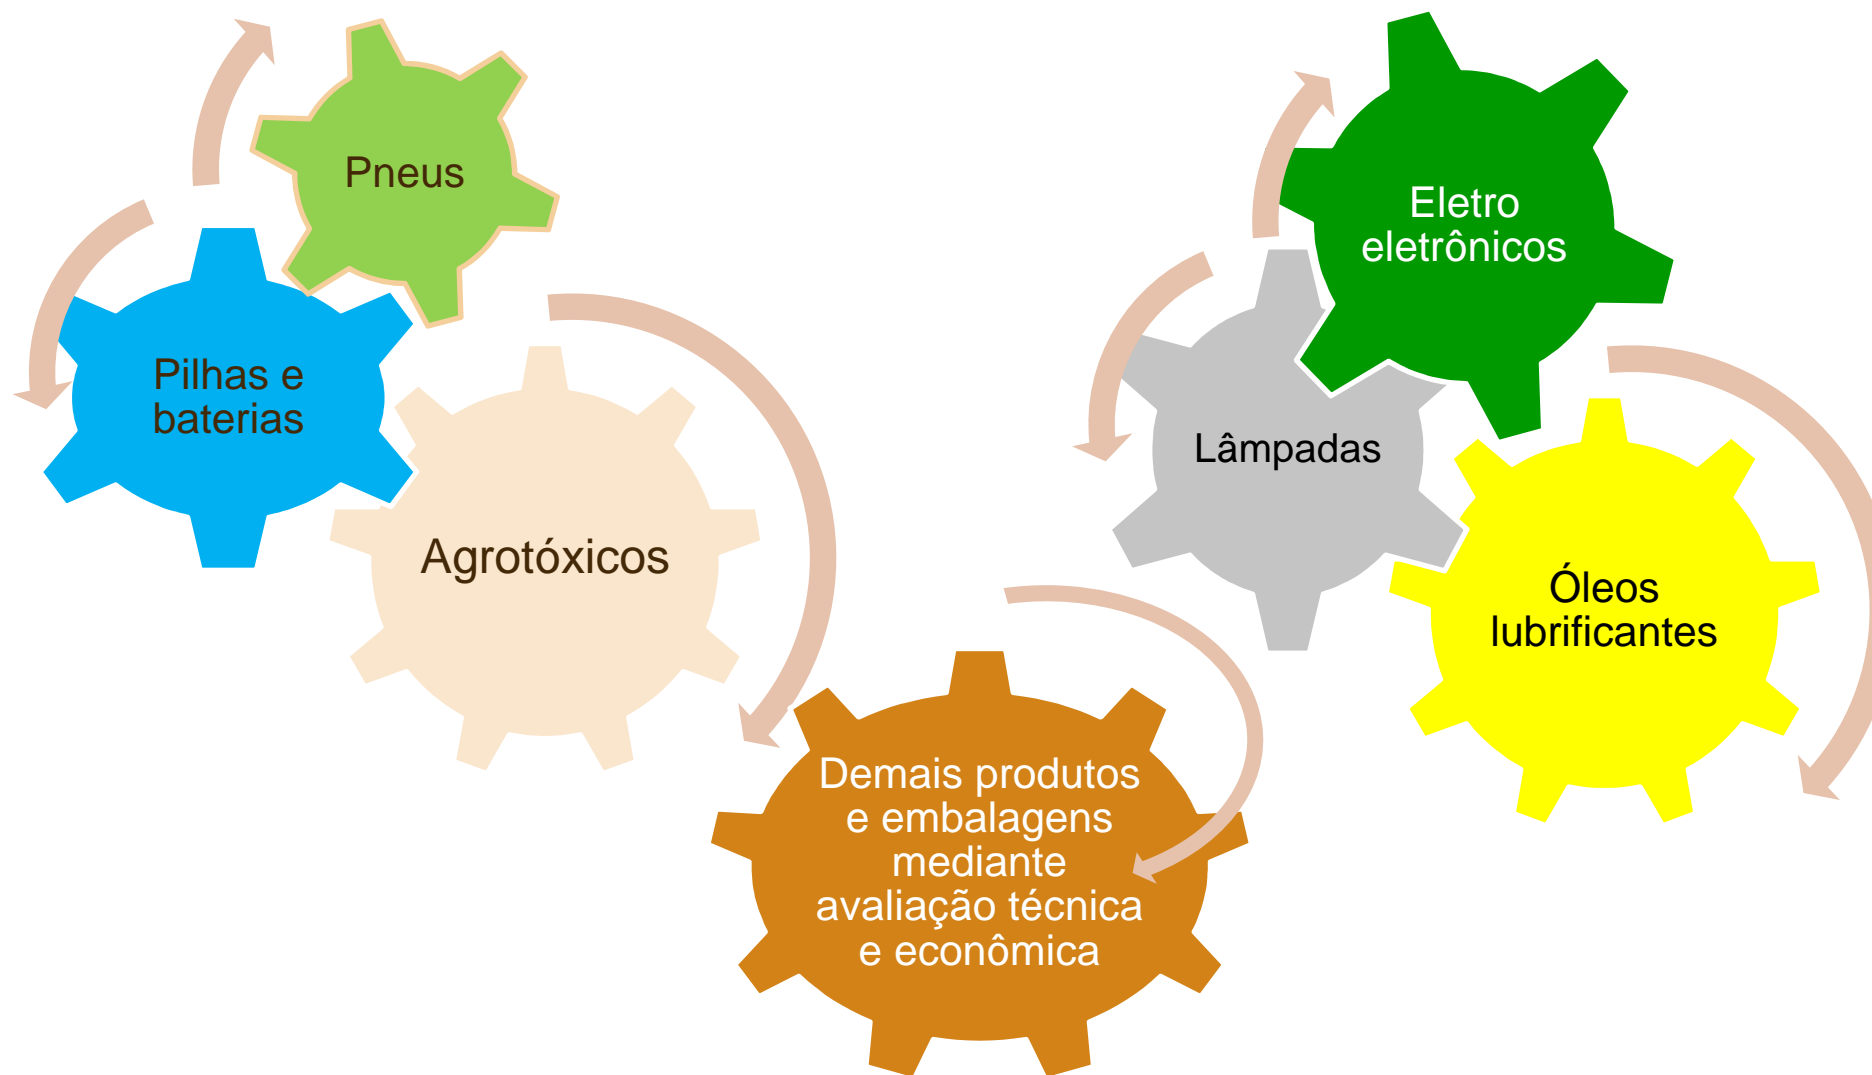 Pneus
Pilhas e
baterias
Agrotóxicos
Eletro
eletrônicos
Lâmpadas
Óleos
lubrificantes
Demais produtos
e embalagens
mediante
avaliação técnica
e econômica